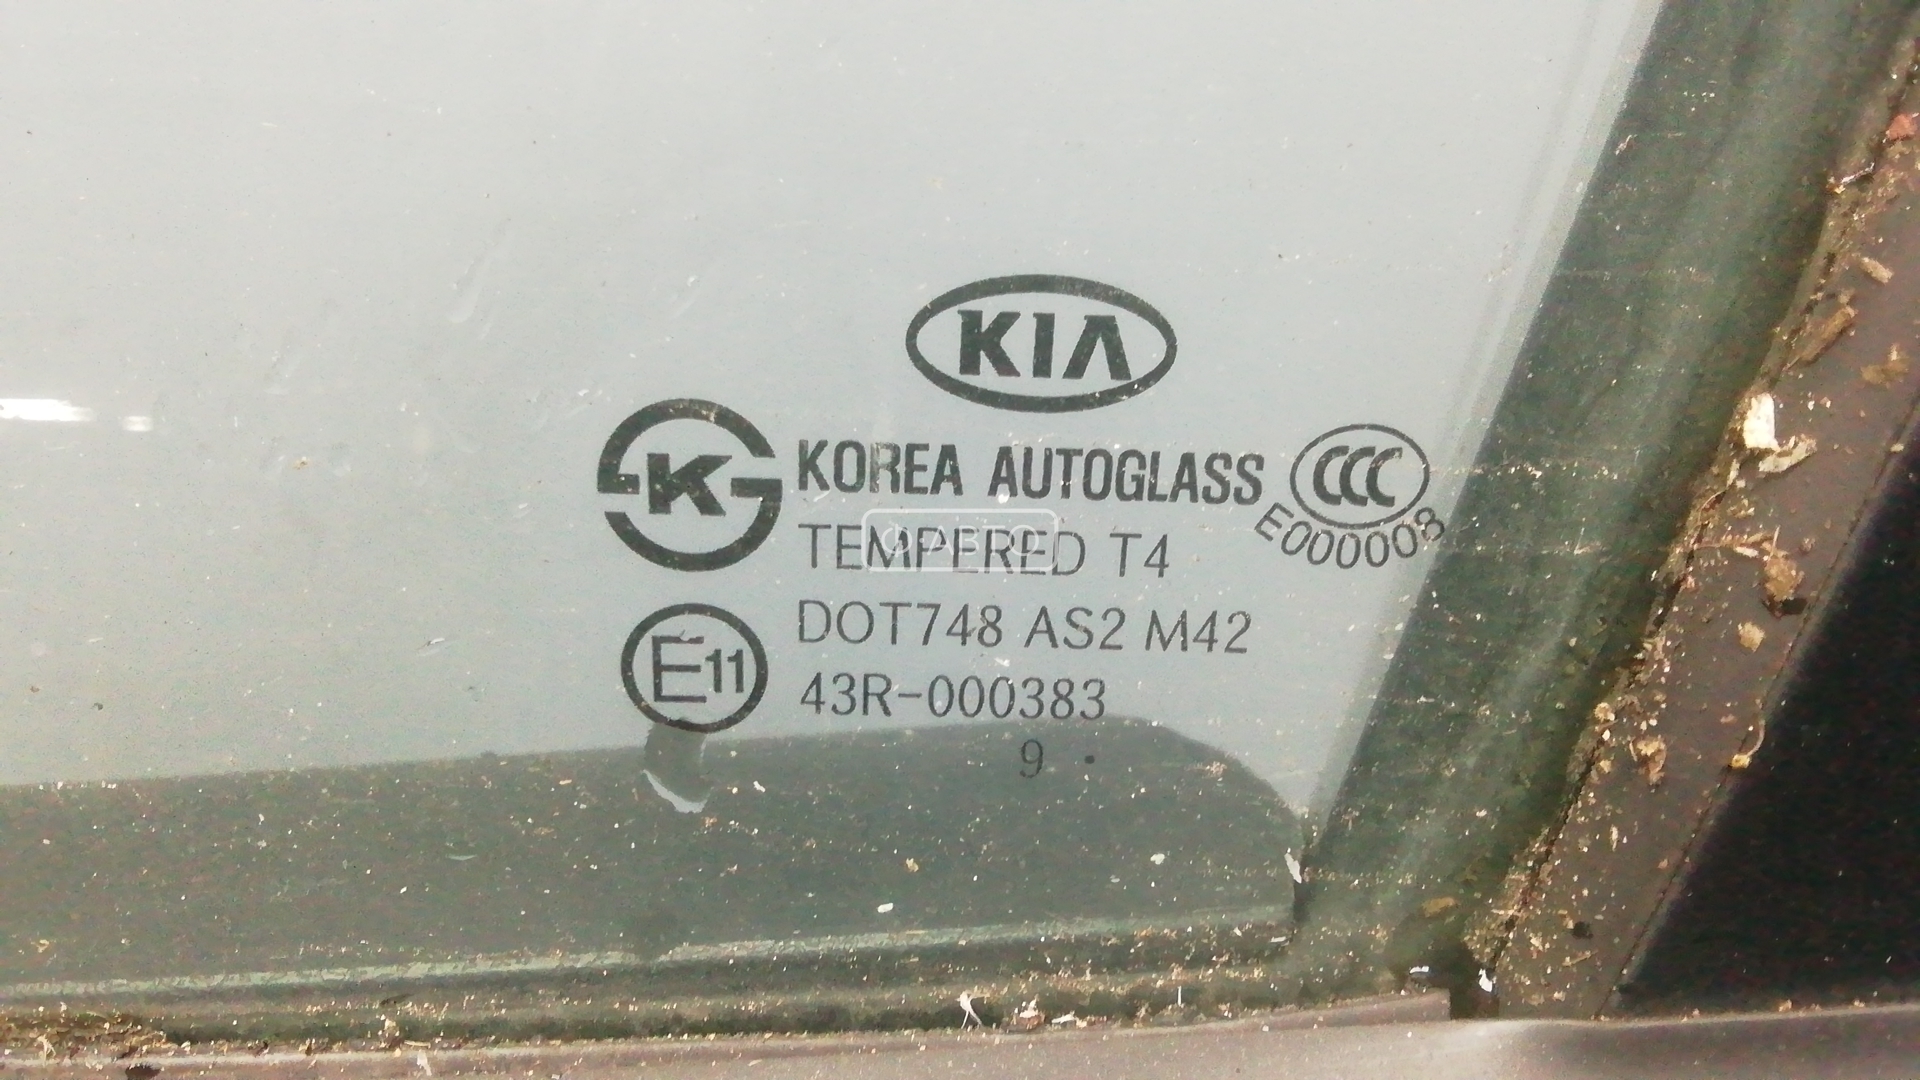 KIA
K
KOREA AUTOGLASS
CCC
E000008
TEMPERED T4
DOT748 AS2 M42
E11
43R-000383
9 .